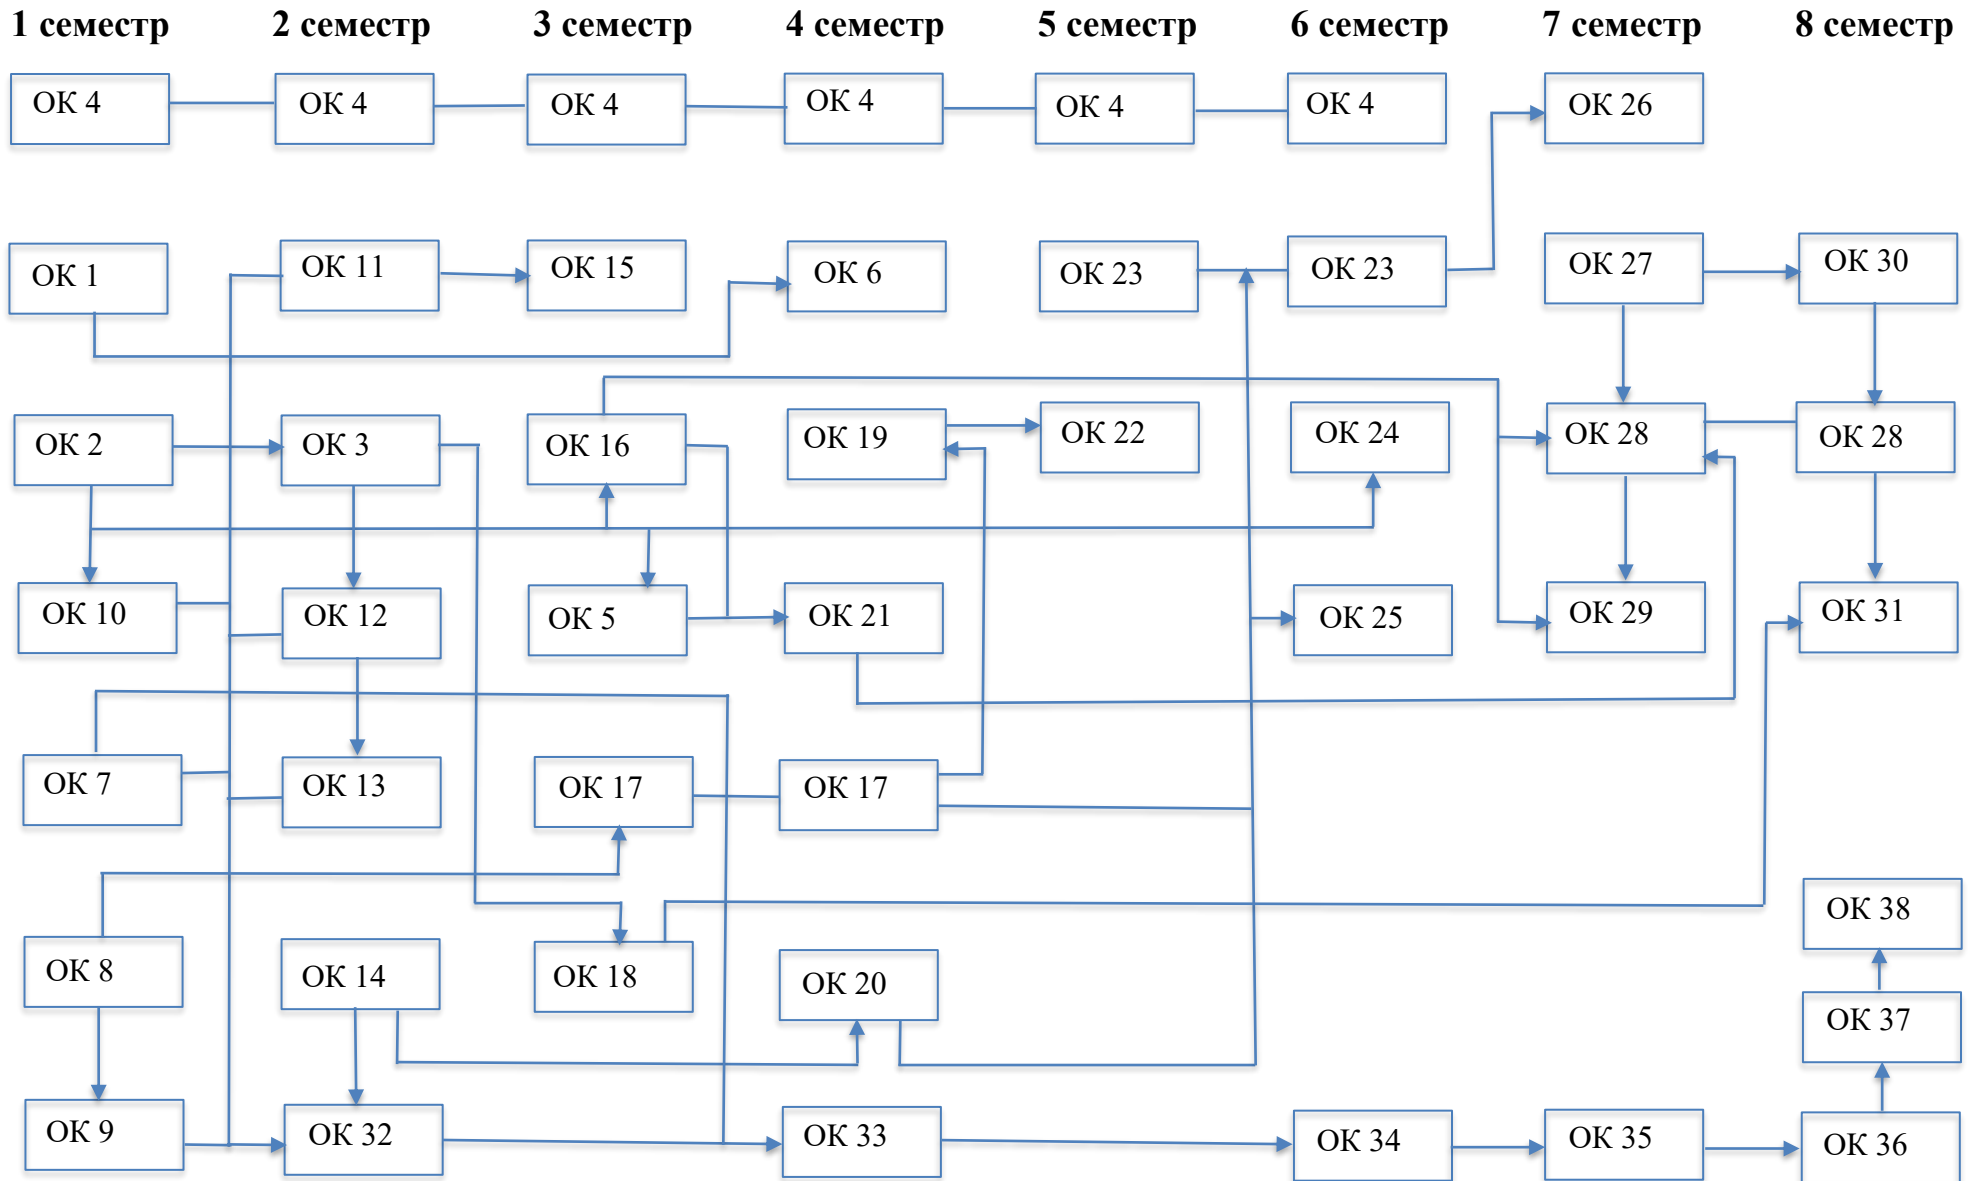 1 семестр 2 семестр 3 семестр 4 семестр 5 семестр 6 семестр 7 семестр 8 семестр
ОК 4 ОК 4 ОК 4 ОК 4 ОК 4 ОК 4 ОК 26
ОК 1 ОК 11 ОК 15 ОК 6 ОК 23 ОК 23 ОК 27 ОК 30
ОК 2 ОК 3 ОК 16 ОК 19 ОК 22 ОК 24 ОК 28 ОК 28
ОК 10 ОК 12 ОК 5 ОК 21 ОК 25 ОК 29 ОК 31
ОК 7 ОК 13 ОК 17 ОК 17
ОК 38
ОК 8 ОК 14 ОК 18 ОК 20
ОК 37
ОК 9 ОК 32 ОК 33 ОК 34 ОК 35 ОК 36